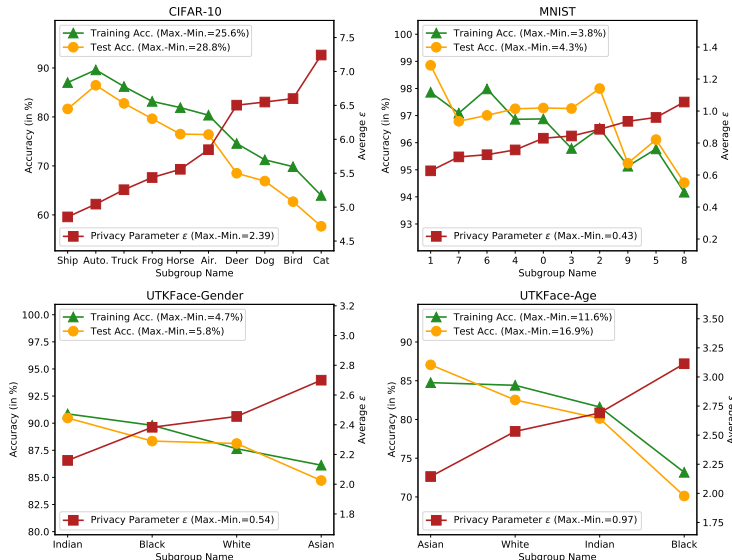 CIFAR-10
Training Acc. (Max.-Min.=25.6%)
Test Acc. (Max.-Min.=28.8%)
Privacy Parameter ε (Max.-Min.=2.39)
Accuracy (in %)
90
80
70
60
7.5
7.0
6.5
6.0
5.5
5.0
4.5
Average ε
Ship Auto. Truck Frog Horse Air. Deer Dog Bird Cat
Subgroup Name
MNIST
Training Acc. (Max.-Min.=3.8%)
Test Acc. (Max.-Min.=4.3%)
Privacy Parameter ε (Max.-Min.=0.43)
Accuracy (in %)
100
99
98
97
96
95
94
93
1.4
1.2
1.0
0.8
0.6
0.4
0.2
Average ε
1 7 6 4 0 3 2 9 5 8
Subgroup Name
UTKFace-Gender
Training Acc. (Max.-Min.=4.7%)
Test Acc. (Max.-Min.=5.8%)
Privacy Parameter ε (Max.-Min.=0.54)
Accuracy (in %)
100.0
97.5
95.0
92.5
90.0
87.5
85.0
82.5
80.0
3.2
3.0
2.8
2.6
2.4
2.2
2.0
1.8
Average ε
Indian Black White Asian
Subgroup Name
UTKFace-Age
Training Acc. (Max.-Min.=11.6%)
Test Acc. (Max.-Min.=16.9%)
Privacy Parameter ε (Max.-Min.=0.97)
Accuracy (in %)
90
85
80
75
70
3.50
3.25
3.00
2.75
2.50
2.25
2.00
1.75
Average ε
Asian White Indian Black
Subgroup Name